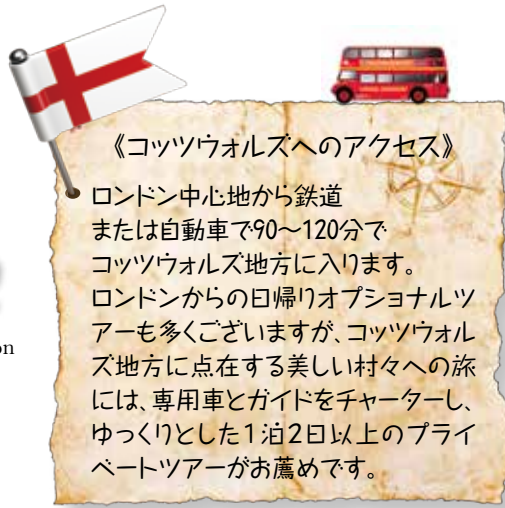 《コッツウォルズへのアクセス》
ロンドン中心地から鉄道
または自動車で90〜120分で
コッツウォルズ地方に入ります。
ロンドンからの日帰りオプショナルツ
アーも多くございますが、コッツウォル
ズ地方に点在する美しい村々への旅
には、専用車とガイドをチャーターし、
ゆっくりとした1泊2日以上のプライ
ベートツアーがお薦めです。
on